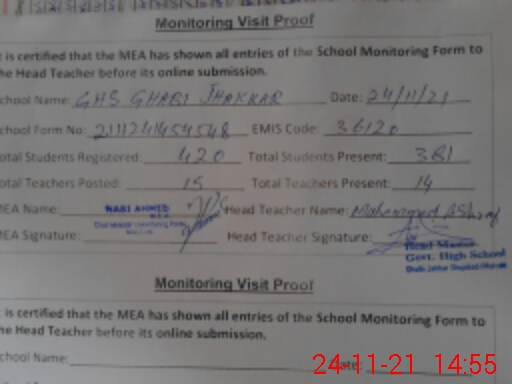 Monitoring Visit Proof
t is certified that the MEA has shown all entries of the School Monitoring Form to
he Head Teacher before its online submission.
chool Name: GHS GHABI JHAKKAR Date: 24/11/21
chool Form No: EMIS Code: 36120
otal Students Registered: 420 Total Students Present: 381
otal Teachers Posted: 15 Total Teachers Present: 14
MEA Name: NABI AHMED Head Teacher Name: Muhammad Ashraf
MEA Signature: Head Teacher Signature:
Head Master
Govt. High School
Monitoring Visit Proof
t is certified that the MEA has shown all entries of the School Monitoring Form to
he Head Teacher before its online submission.
chool Name: Date:
24-11-21 14:55